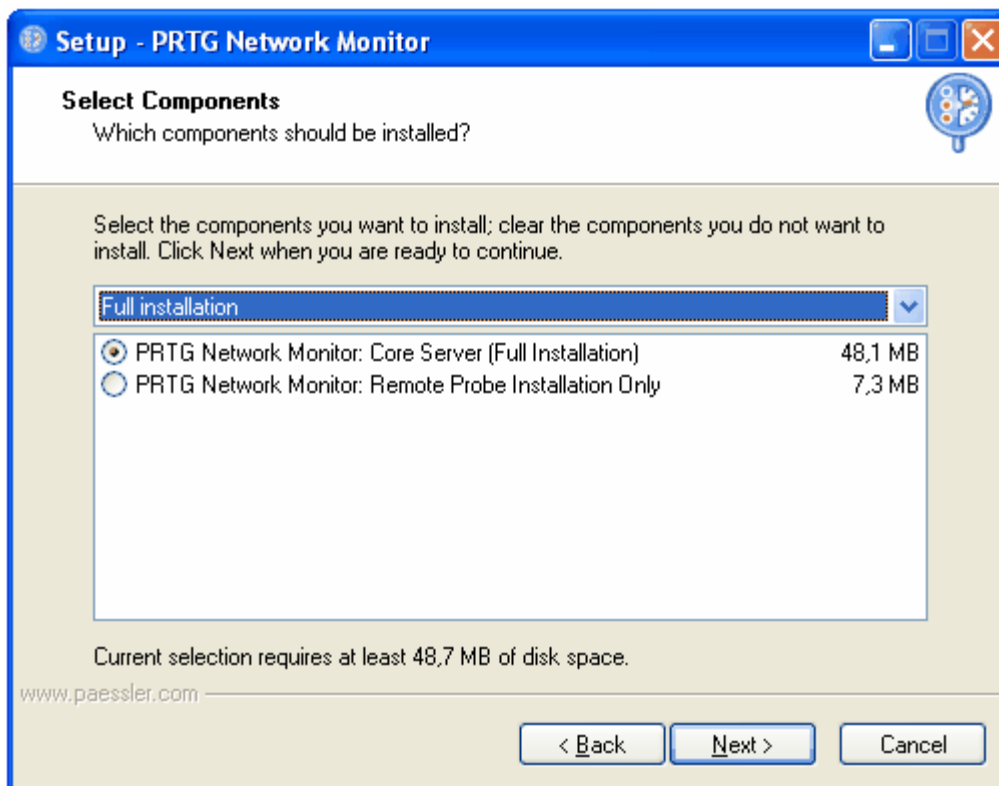 Setup - PRTG Network Monitor
Select Components
Which components should be installed?
Select the components you want to install; clear the components you do not want to
install. Click Next when you are ready to continue.
Full installation
PRTG Network Monitor: Core Server (Full Installation) 48,1 MB
PRTG Network Monitor: Remote Probe Installation Only 7,3 MB
Current selection requires at least 48,7 MB of disk space.
www.paessler.com
< Back Next > Cancel